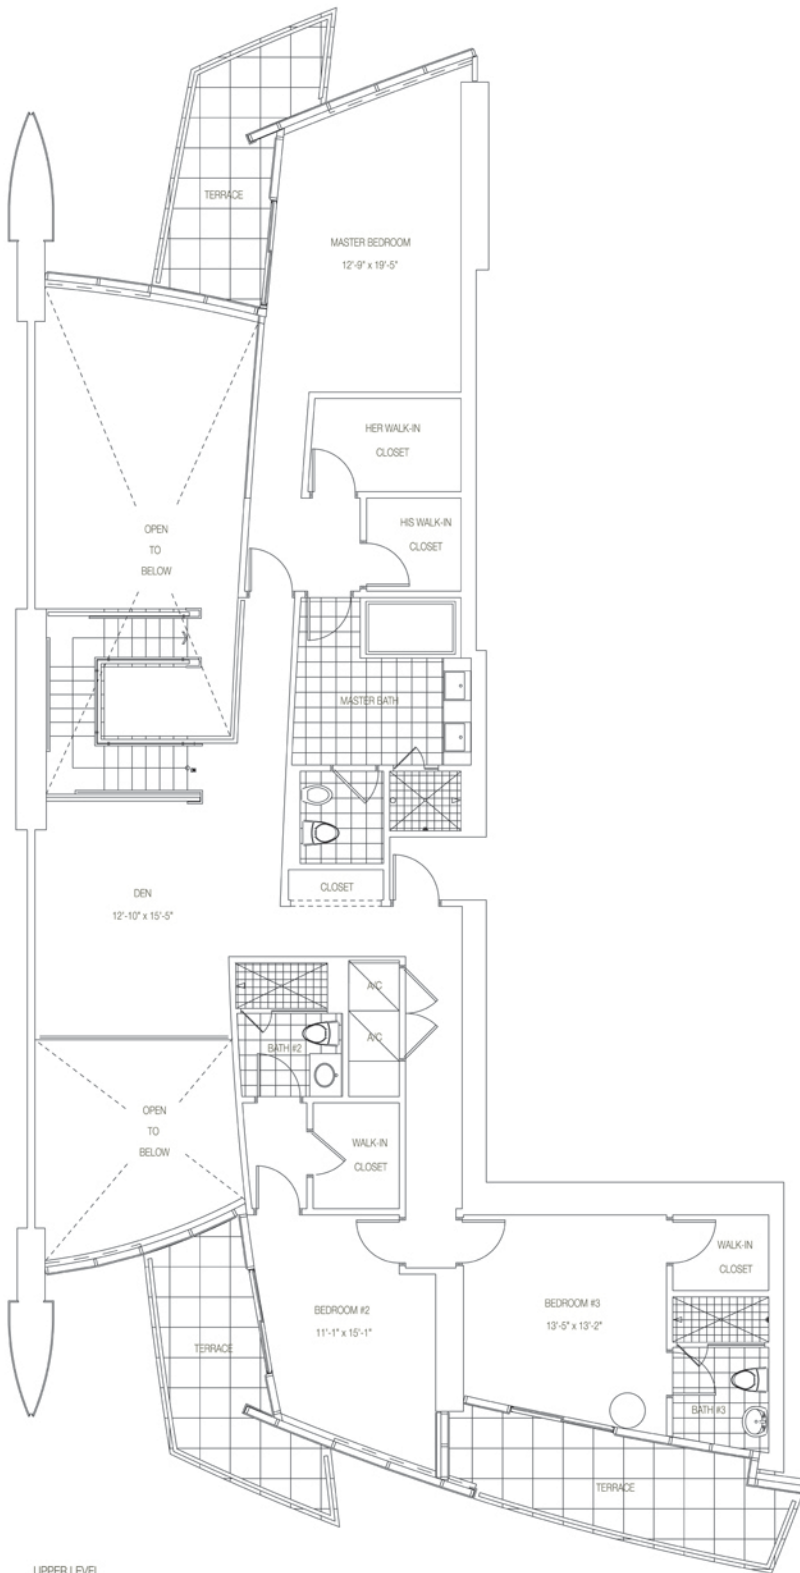 TERRACE
MASTER BEDROOM
12'-9" x 19'-5"
HER WALK-IN
CLOSET
HIS WALK-IN
CLOSET
OPEN
TO
BELOW
MASTER BATH
CLOSET
DEN
12'-10" x 15'-5"
A/C
A/C
BATH #2
OPEN
TO
BELOW
WALK-IN
CLOSET
WALK-IN
CLOSET
BEDROOM #2
11'-1" x 15'-1"
BEDROOM #3
13'-5" x 13'-2"
TERRACE
BATH #3
TERRACE
UPPER LEVEL